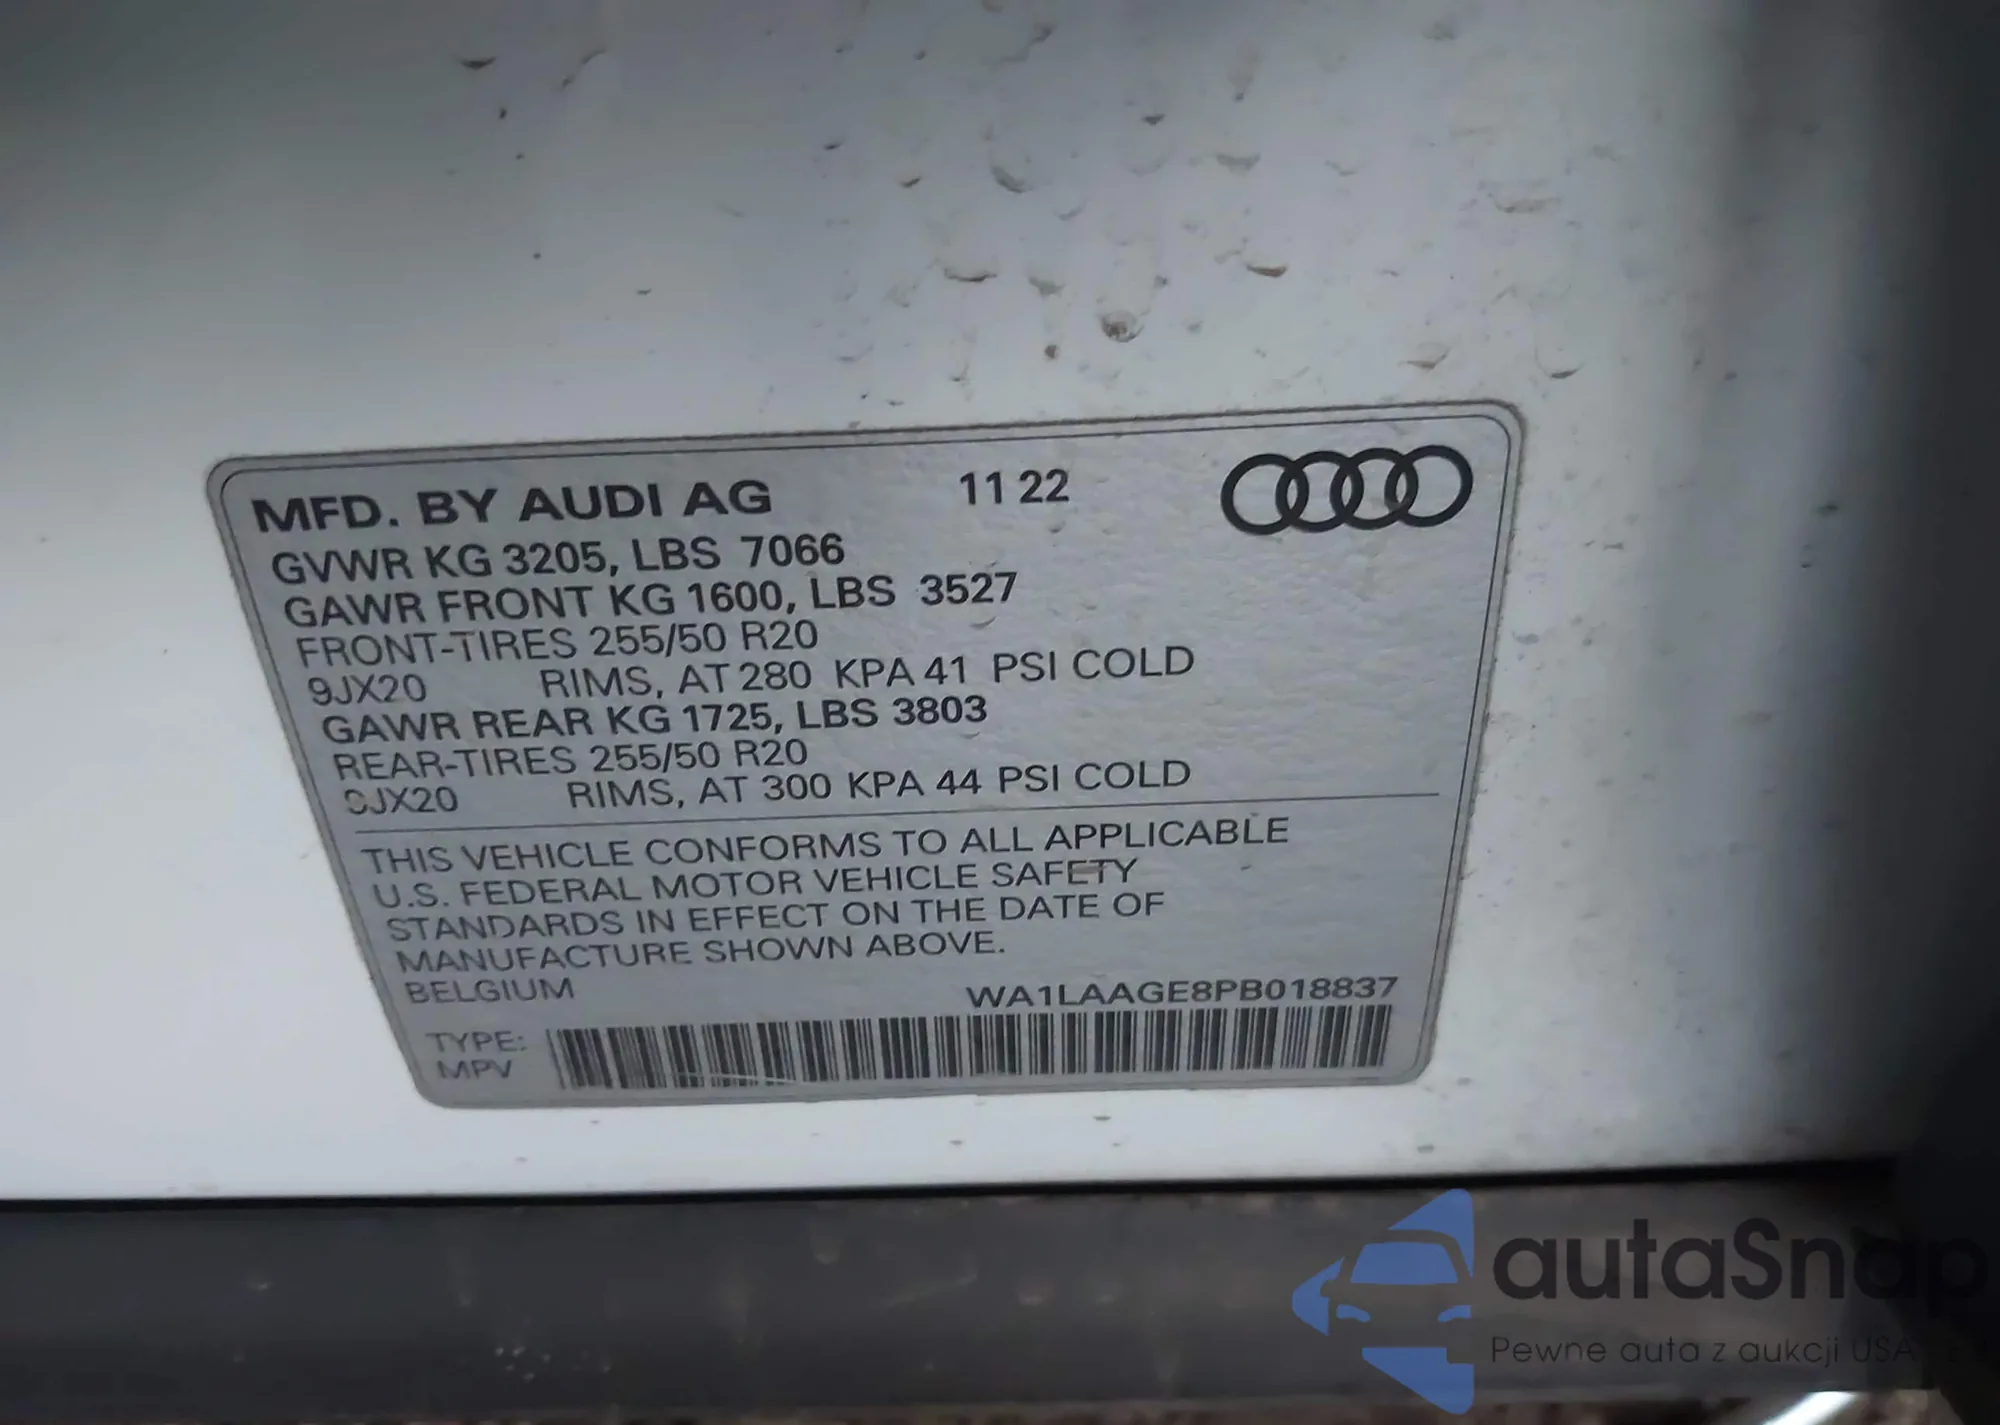 MFD. BY AUDI AG 11 22
GVWR KG 3205, LBS 7066
GAWR FRONT KG 1600, LBS 3527
FRONT-TIRES 255/50 R20
9JX20 RIMS, AT 280 KPA 41 PSI COLD
GAWR REAR KG 1725, LBS 3803
REAR-TIRES 255/50 R20
9JX20 RIMS, AT 300 KPA 44 PSI COLD
THIS VEHICLE CONFORMS TO ALL APPLICABLE
U.S. FEDERAL MOTOR VEHICLE SAFETY
STANDARDS IN EFFECT ON THE DATE OF
MANUFACTURE SHOWN ABOVE.
BELGIUM WA1LAAGE8PB018837
TYPE:
MPV
autaSnap
Pewne auta z aukcji USA